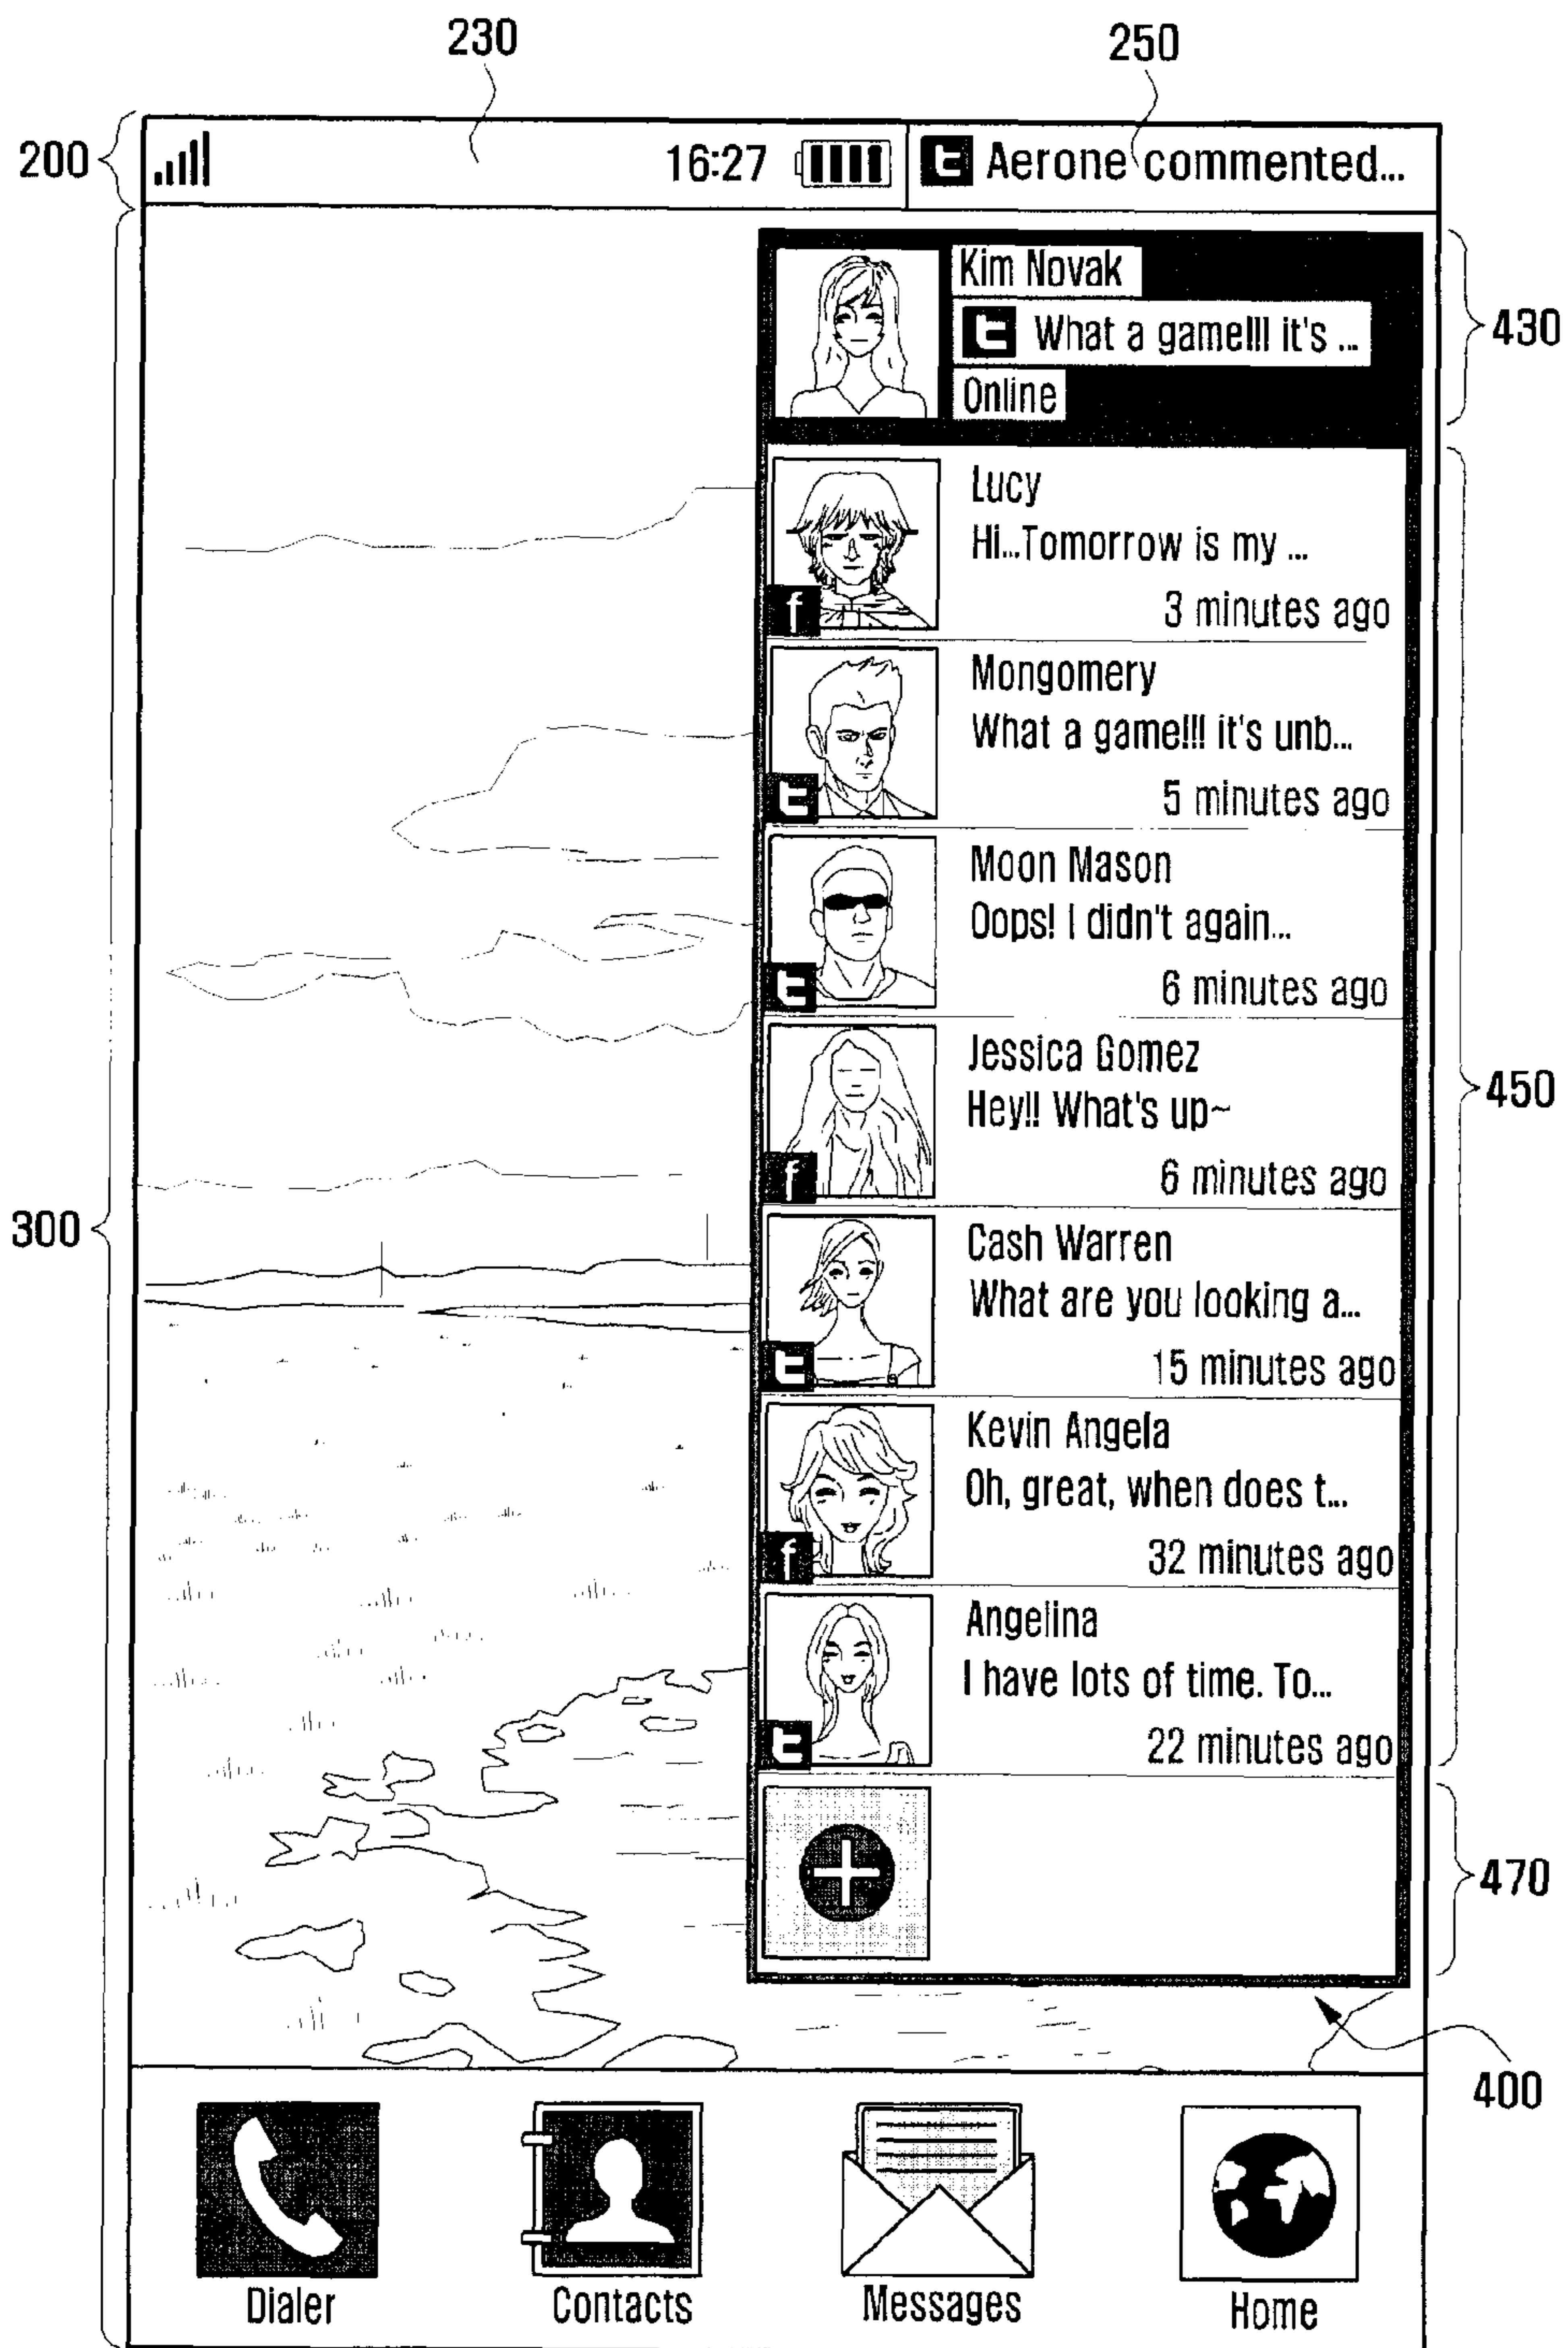 230
250
200
16:27
t Aerone commented...
Kim Novak
t What a game!!! it's ...
Online
430
Lucy
Hi...Tomorrow is my ...
f
3 minutes ago
Mongomery
What a game!!! it's unb...
t
5 minutes ago
Moon Mason
Oops! I didn't again...
t
6 minutes ago
Jessica Gomez
Hey!! What's up~
f
6 minutes ago
450
300
Cash Warren
What are you looking a...
t
15 minutes ago
Kevin Angela
Oh, great, when does t...
f
32 minutes ago
Angelina
I have lots of time. To...
t
22 minutes ago
470
400
Dialer
Contacts
Messages
Home